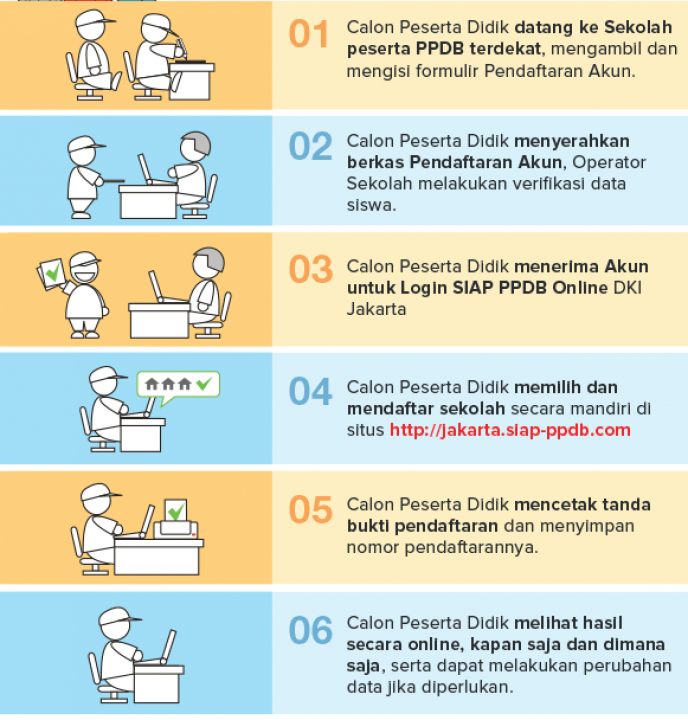 01
Calon Peserta Didik datang ke Sekolah
peserta PPDB terdekat, mengambil dan
mengisi formulir Pendaftaran Akun.
02
Calon Peserta Didik menyerahkan
berkas Pendaftaran Akun, Operator
Sekolah melakukan verifikasi data
siswa.
03
Calon Peserta Didik menerima Akun
untuk Login SIAP PPDB Online DKI
Jakarta
04
Calon Peserta Didik memilih dan
mendaftar sekolah secara mandiri di
situs http://jakarta.siap-ppdb.com
05
Calon Peserta Didik mencetak tanda
bukti pendaftaran dan menyimpan
nomor pendaftarannya.
06
Calon Peserta Didik melihat hasil
secara online, kapan saja dan dimana
saja, serta dapat melakukan perubahan
data jika diperlukan.